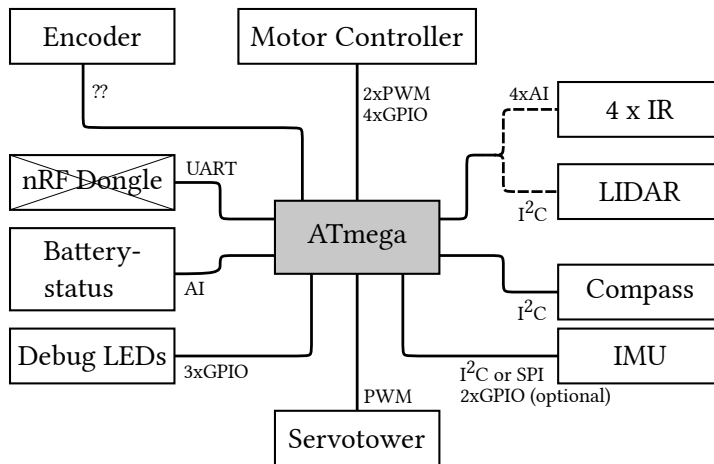 Encoder
Motor Controller
??
2xPWM
4xGPIO
4xAI
4 x IR
nRF Dongle
UART
LIDAR
I²C
ATmega
Battery-
status
AI
Compass
I²C
Debug LEDs
3xGPIO
IMU
I²C or SPI
2xGPIO (optional)
PWM
Servotower